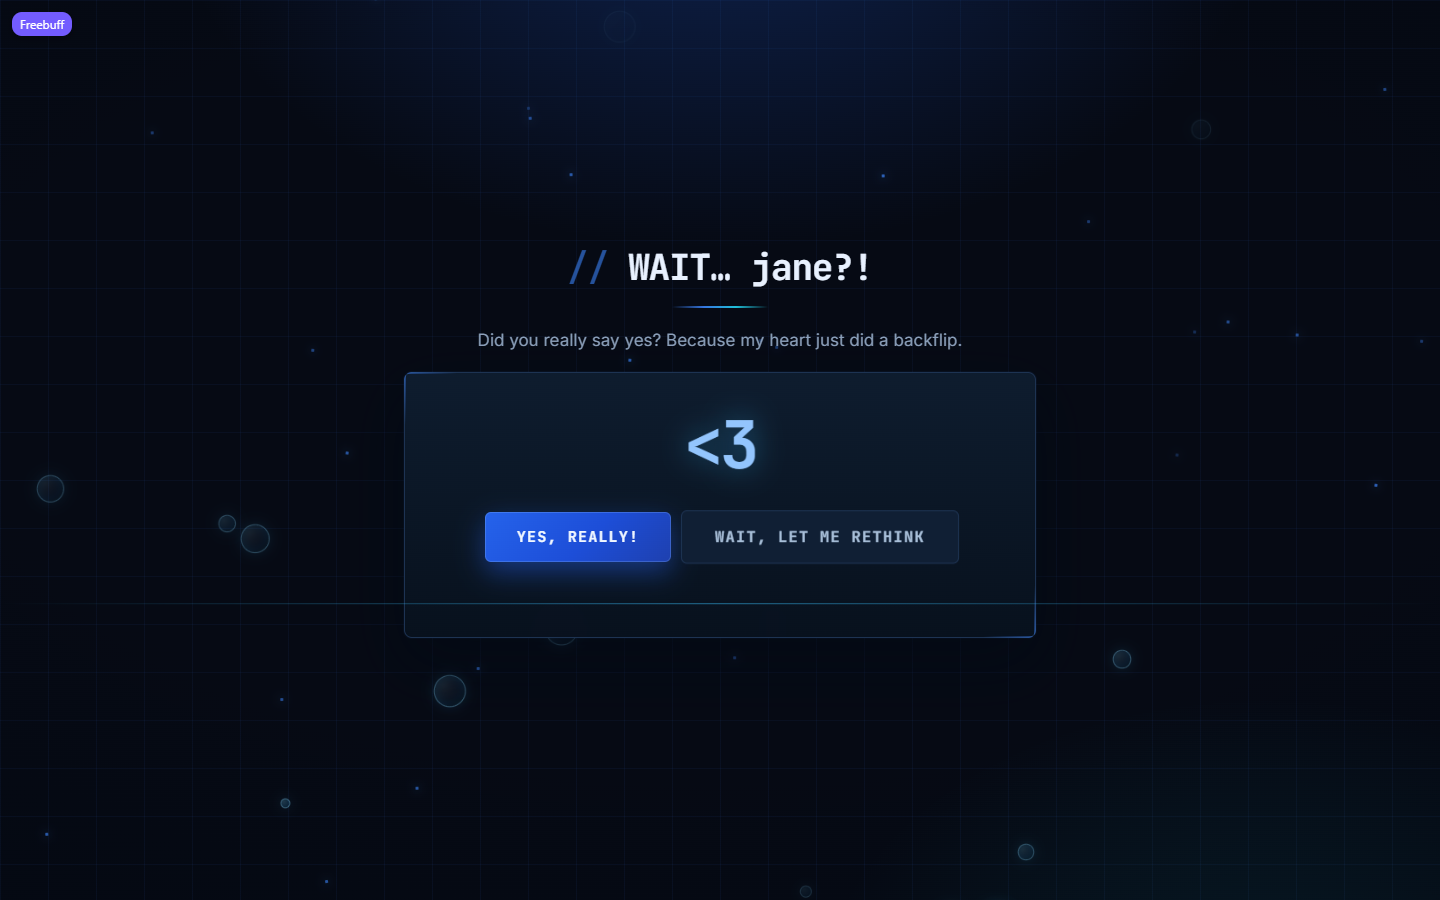 Freebuff
// WAIT… jane?!
Did you really say yes? Because my heart just did a backflip.
<3
YES, REALLY!
WAIT, LET ME RETHINK